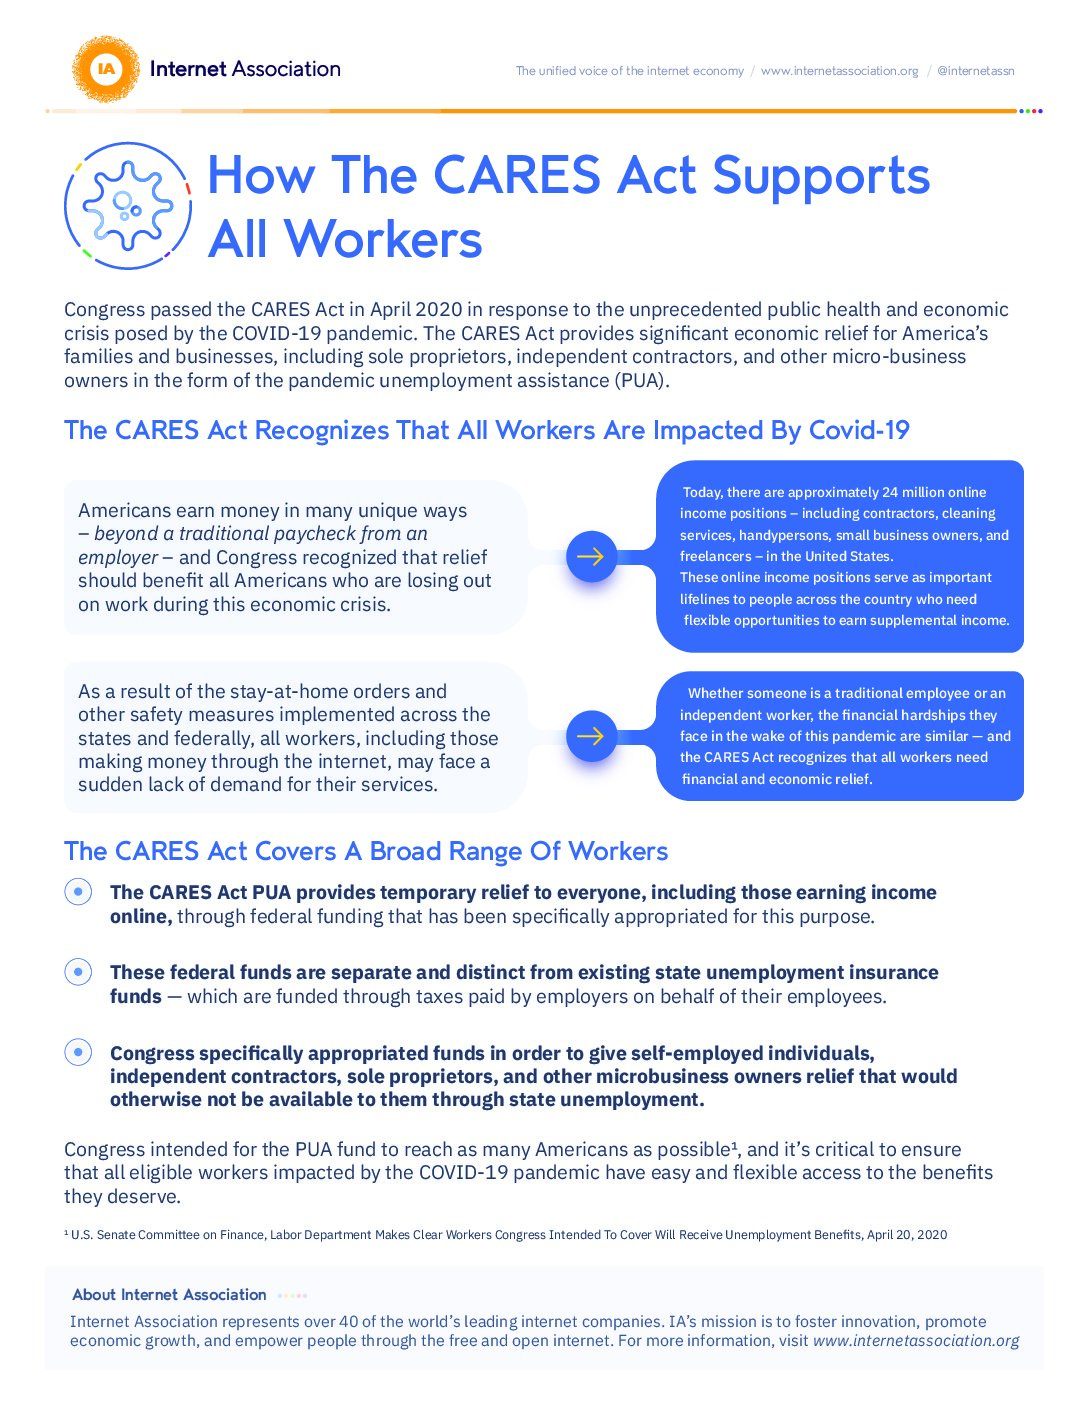 IA
Internet Association
The unified voice of the internet economy / www.internetassociation.org / @internetassn
How The CARES Act Supports
All Workers
Congress passed the CARES Act in April 2020 in response to the unprecedented public health and economic
crisis posed by the COVID-19 pandemic. The CARES Act provides significant economic relief for America’s
families and businesses, including sole proprietors, independent contractors, and other micro-business
owners in the form of the pandemic unemployment assistance (PUA).
The CARES Act Recognizes That All Workers Are Impacted By Covid-19
Americans earn money in many unique ways
– beyond a traditional paycheck from an
employer – and Congress recognized that relief
should benefit all Americans who are losing out
on work during this economic crisis.
Today, there are approximately 24 million online
income positions – including contractors, cleaning
services, handypersons, small business owners, and
freelancers – in the United States.
These online income positions serve as important
lifelines to people across the country who need
flexible opportunities to earn supplemental income.
As a result of the stay-at-home orders and
other safety measures implemented across the
states and federally, all workers, including those
making money through the internet, may face a
sudden lack of demand for their services.
Whether someone is a traditional employee or an
independent worker, the financial hardships they
face in the wake of this pandemic are similar — and
the CARES Act recognizes that all workers need
financial and economic relief.
The CARES Act Covers A Broad Range Of Workers
The CARES Act PUA provides temporary relief to everyone, including those earning income
online, through federal funding that has been specifically appropriated for this purpose.
These federal funds are separate and distinct from existing state unemployment insurance
funds — which are funded through taxes paid by employers on behalf of their employees.
Congress specifically appropriated funds in order to give self-employed individuals,
independent contractors, sole proprietors, and other microbusiness owners relief that would
otherwise not be available to them through state unemployment.
Congress intended for the PUA fund to reach as many Americans as possible¹, and it’s critical to ensure
that all eligible workers impacted by the COVID-19 pandemic have easy and flexible access to the benefits
they deserve.
¹ U.S. Senate Committee on Finance, Labor Department Makes Clear Workers Congress Intended To Cover Will Receive Unemployment Benefits, April 20, 2020
About Internet Association
Internet Association represents over 40 of the world’s leading internet companies. IA’s mission is to foster innovation, promote
economic growth, and empower people through the free and open internet. For more information, visit www.internetassociation.org